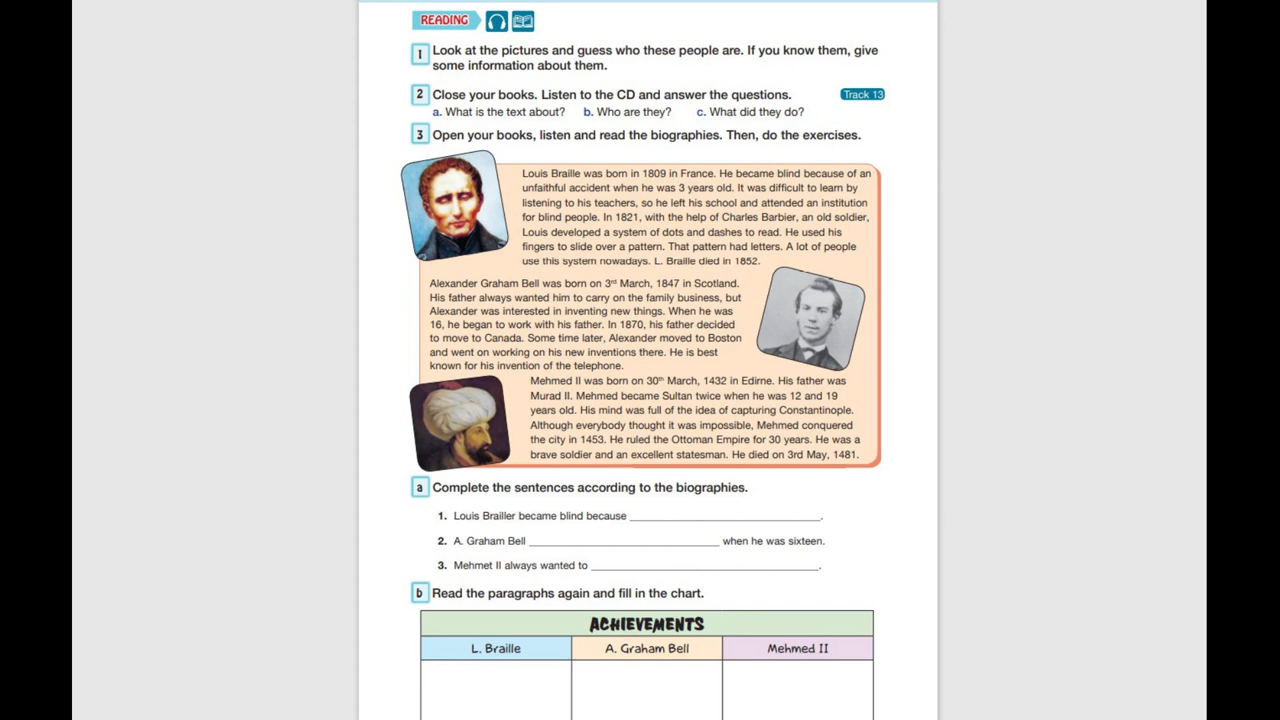 READING
1 Look at the pictures and guess who these people are. If you know them, give
some information about them.
2 Close your books. Listen to the CD and answer the questions. Track 13
a. What is the text about? b. Who are they? c. What did they do?
3 Open your books, listen and read the biographies. Then, do the exercises.
Louis Braille was born in 1809 in France. He became blind because of an
unfaithful accident when he was 3 years old. It was difficult to learn by
listening to his teachers, so he left his school and attended an institution
for blind people. In 1821, with the help of Charles Barbier, an old soldier,
Louis developed a system of dots and dashes to read. He used his
fingers to slide over a pattern. That pattern had letters. A lot of people
use this system nowadays. L. Braille died in 1852.
Alexander Graham Bell was born on 3rd March, 1847 in Scotland.
His father always wanted him to carry on the family business, but
Alexander was interested in inventing new things. When he was
16, he began to work with his father. In 1870, his father decided
to move to Canada. Some time later, Alexander moved to Boston
and went on working on his new inventions there. He is best
known for his invention of the telephone.
Mehmed II was born on 30th March, 1432 in Edirne. His father was
Murad II. Mehmed became Sultan twice when he was 12 and 19
years old. His mind was full of the idea of capturing Constantinople.
Although everybody thought it was impossible, Mehmed conquered
the city in 1453. He ruled the Ottoman Empire for 30 years. He was a
brave soldier and an excellent statesman. He died on 3rd May, 1481.
a Complete the sentences according to the biographies.
1. Louis Brailler became blind because ______________________________.
2. A. Graham Bell ______________________________ when he was sixteen.
3. Mehmet II always wanted to ____________________________________.
b Read the paragraphs again and fill in the chart.
ACHIEVEMENTS
L. Braille A. Graham Bell Mehmed II